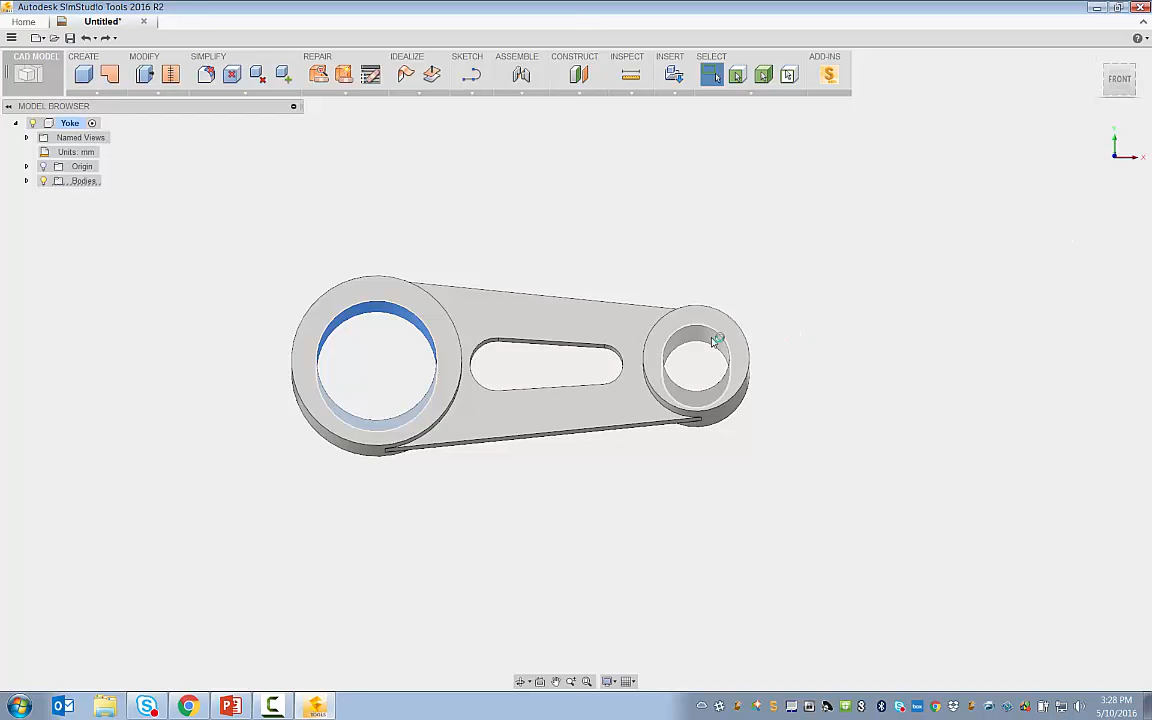 Autodesk SimStudio Tools 2016 R2
Home
Untitled*
CAD MODEL
CREATE
MODIFY
SIMPLIFY
REPAIR
IDEALIZE
SKETCH
ASSEMBLE
CONSTRUCT
INSPECT
INSERT
SELECT
ADD-INS
FRONT
MODEL BROWSER
Yoke
Named Views
Units: mm
Origin
Bodies
Y
X
TOOLS
box
3:28 PM
5/10/2016